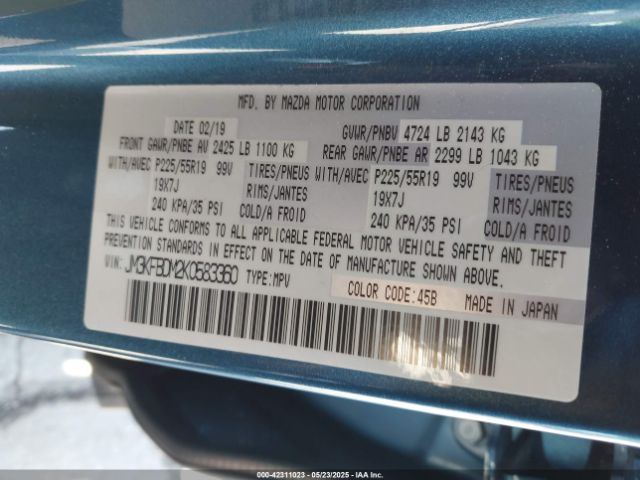 MFD. BY MAZDA MOTOR CORPORATION
DATE 02/19 GVWR/PNBV 4724 LB 2143 KG
FRONT GAWR/PNBE AV 2425 LB 1100 KG REAR GAWR/PNBE AR 2299 LB 1043 KG
WITH/AVEC P225/55R19 99V TIRES/PNEUS WITH/AVEC P225/55R19 99V TIRES/PNEUS
19X7J RIMS/JANTES 19X7J RIMS/JANTES
240 KPA/35 PSI COLD/A FROID 240 KPA/35 PSI COLD/A FROID
THIS VEHICLE CONFORMS TO ALL APPLICABLE FEDERAL MOTOR VEHICLE SAFETY AND THEFT
PREVENTION STANDARDS IN EFFECT ON THE DATE OF MANUFACTURE SHOWN ABOVE.
VIN: JM3KFBDM2K0583360 TYPE:MPV
COLOR CODE:45B MADE IN JAPAN
000-42311023 - 05/23/2025 - IAAI.COM